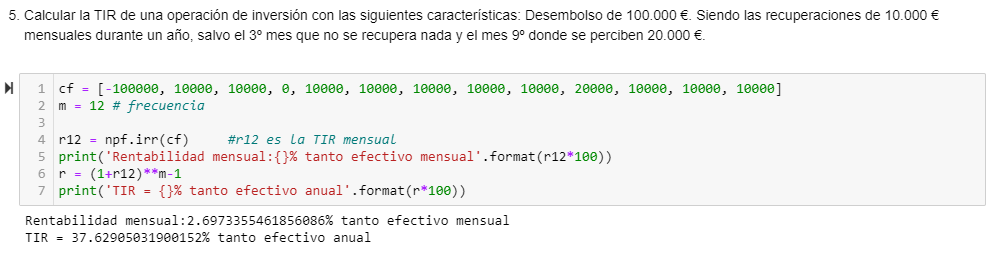 5. Calcular la TIR de una operación de inversión con las siguientes características: Desembolso de 100.000 €. Siendo las recuperaciones de 10.000 €
mensuales durante un año, salvo el 3º mes que no se recupera nada y el mes 9º donde se perciben 20.000 €.
1 cf = [-100000, 10000, 10000, 0, 10000, 10000, 10000, 10000, 10000, 20000, 10000, 10000, 10000]
2 m = 12 # frecuencia
3
4 r12 = npf.irr(cf)     #r12 es la TIR mensual
5 print('Rentabilidad mensual:{}% tanto efectivo mensual'.format(r12*100))
6 r = (1+r12)**m-1
7 print('TIR = {}% tanto efectivo anual'.format(r*100))
Rentabilidad mensual:2.6973355461856086% tanto efectivo mensual
TIR = 37.62905031900152% tanto efectivo anual